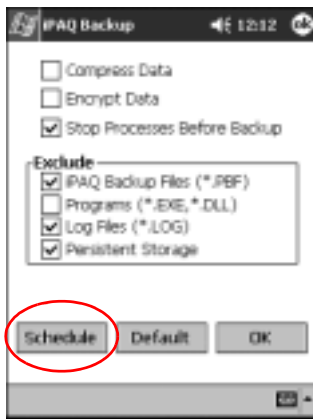 iPAQ Backup 12:12 ok
Compress Data
Encrypt Data
Stop Processes Before Backup
Exclude
iPAQ Backup Files (*.PBF)
Programs (*.EXE,*.DLL)
Log Files (*.LOG)
Persistent Storage
Schedule Default OK